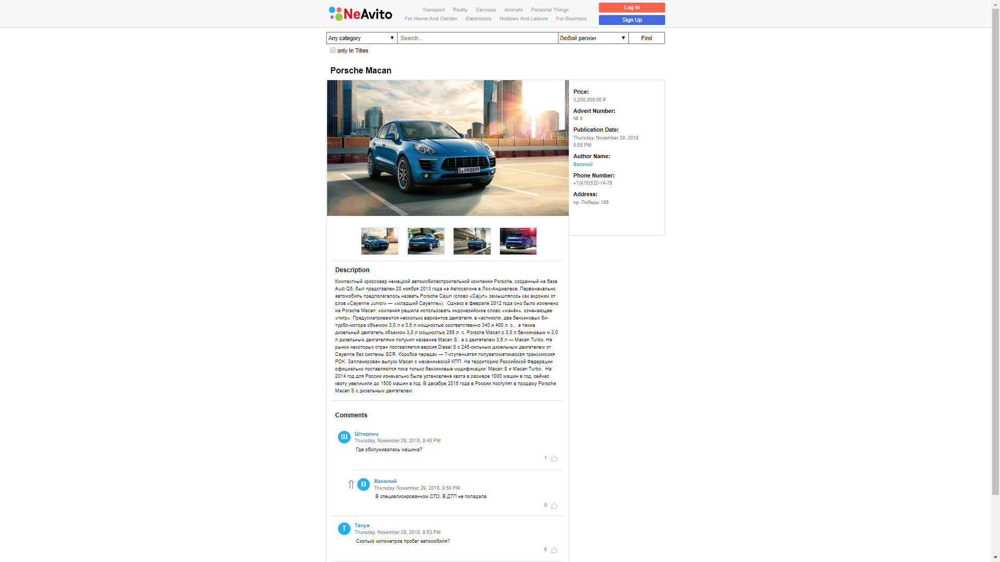 NeAvito
Transport Realty Services Animals Personal Things
For Home And Garden Electronics Hobbies And Leisure For Business
Log In
Sign Up
Any category ▼ Search... Любой регион ▼ Find
only In Titles
Porsche Macan
S VM8899
Price:
3,200,000.00 ₽
Advert Number:
№ 8
Publication Date:
Thursday, November 29, 2018
8:05 PM
Author Name:
Василий
Phone Number:
+7(978)532-14-78
Address:
пр. Победы 18б
Description
Компактный кроссовер немецкой автомобилестроительной компании Porsche, созданный на базе
Audi Q5, был представлен 20 ноября 2013 года на Автосалоне в Лос-Анджелесе. Первоначально
автомобиль предполагалось назвать Porsche Cajun (слово «Cajun» замышлялось как акроним от
слов «Cayenne Junior» — «младший Cayenne»). Однако в феврале 2012 года оно было изменено
на Porsche Macan: компания решила использовать индонезийское слово «мача́н», означающее
«тигр». Предусматриваются несколько вариантов двигателя, в частности, два бензиновых би-
турбо-мотора объемом 3,0 л и 3,6 л мощностью соответственно 340 и 400 л. с., а также
дизельный двигатель объемом 3,0 л мощностью 258 л. с. Porsche Macan с 3,0 л бензиновым и 3,0
л дизельным двигателями получил название Macan S, а с двигателем 3,6 л — Macan Turbo. На
рынки некоторых стран поставляется версия Diesel S с 245-сильным дизельным двигателем от
Cayenne без системы SCR. Коробка передач — 7-ступенчатая полуавтоматическая трансмиссия
PDK. Запланирован выпуск Macan с механической КПП. На территорию Российской Федерации
официально поставляются пока только бензиновые модификации: Macan S и Macan Turbo. На
2014 год для России изначально была установлена квота в размере 1000 машин в год, сейчас
квоту увеличили до 1500 машин в год. В декабре 2015 года в России поступят в продажу Porsche
Macan S с дизельным двигателем.
Comments
Ш Штирлиц
Thursday, November 29, 2018, 9:49 PM
Где обслуживалась машина?
1
⇑ В Василий
Thursday, November 29, 2018, 9:50 PM
В специализированном СТО. В ДТП не попадала.
0
T Tanya
Thursday, November 29, 2018, 9:53 PM
Сколько километров пробег автомобиля?
0